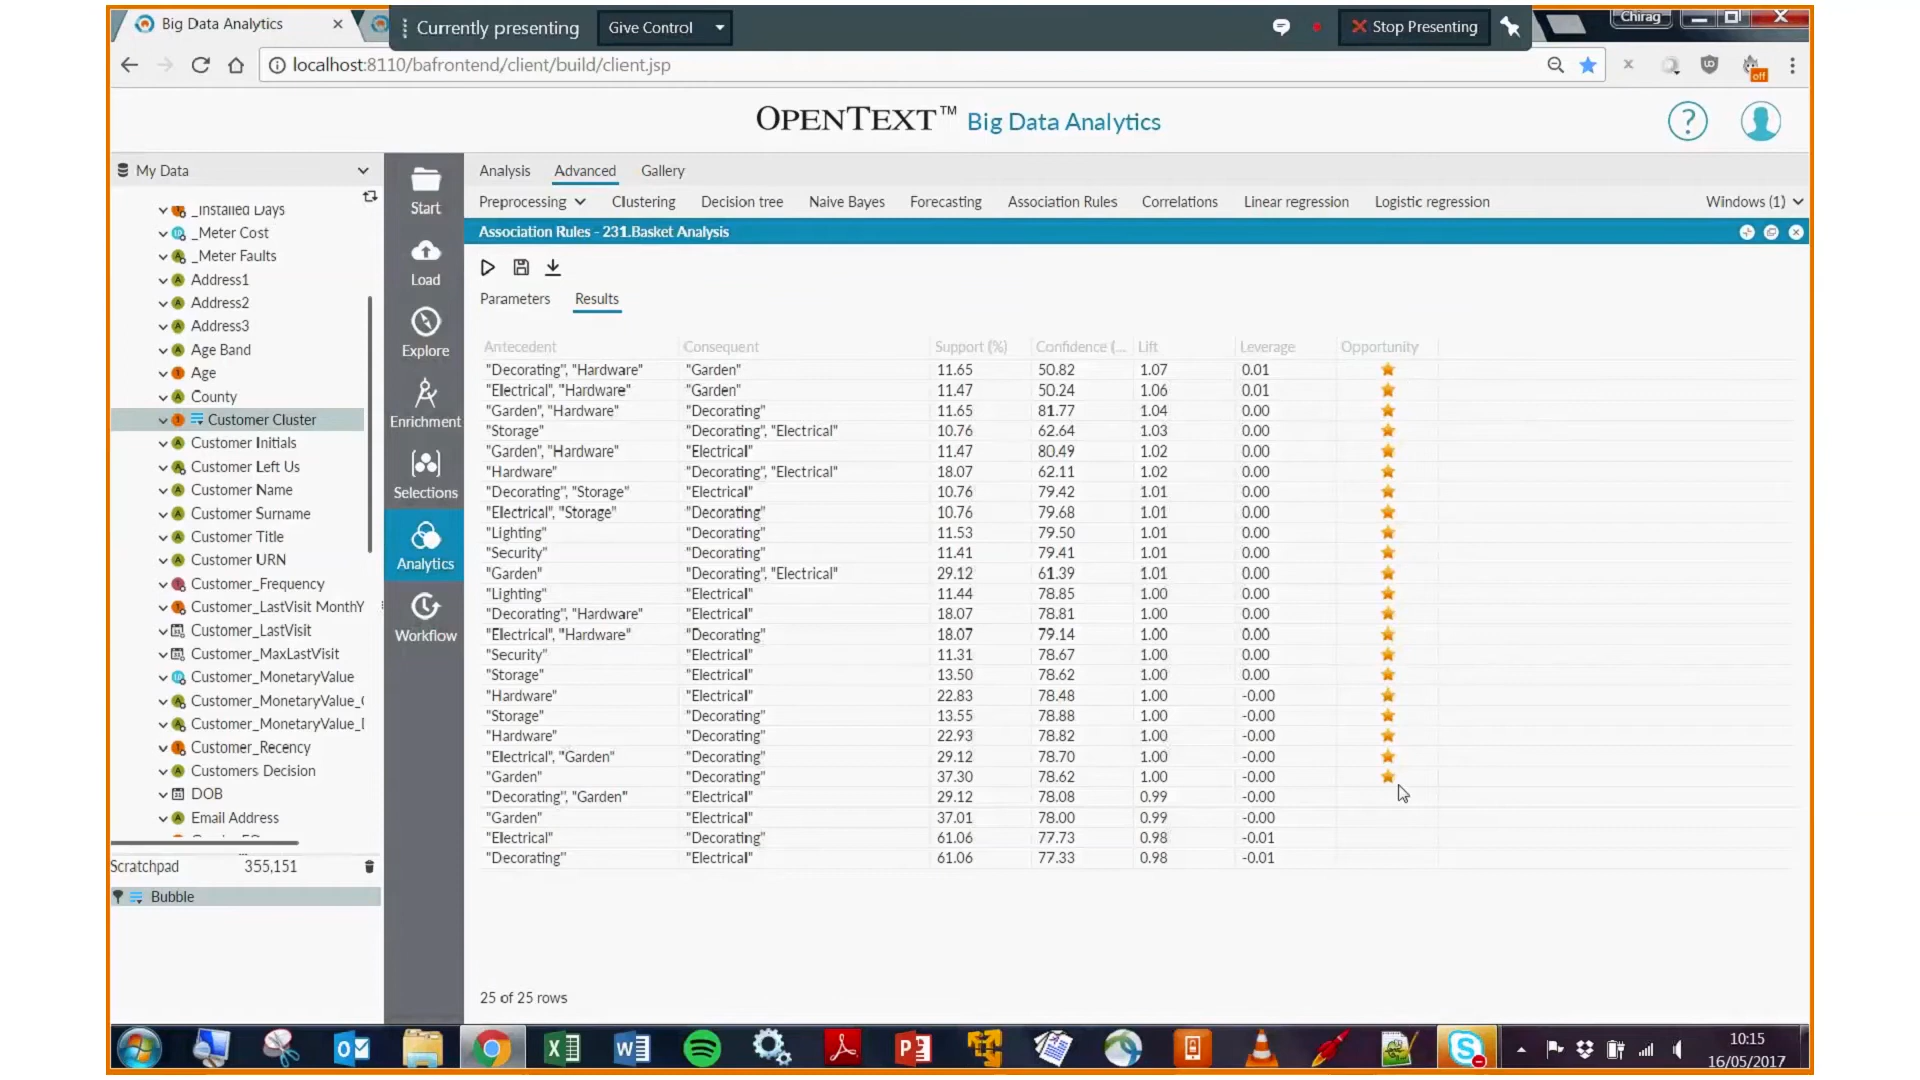 Big Data Analytics
Currently presenting
Give Control
Stop Presenting
Chirag
localhost:8110/bafrontend/client/build/client.jsp
off
OPENTEXT™ Big Data Analytics
?
My Data
_Installed Days
_Meter Cost
_Meter Faults
Address1
Address2
Address3
Age Band
Age
County
Customer Cluster
Customer Initials
Customer Left Us
Customer Name
Customer Surname
Customer Title
Customer URN
Customer_Frequency
Customer_LastVisit MonthY
Customer_LastVisit
Customer_MaxLastVisit
Customer_MonetaryValue
Customer_MonetaryValue_
Customer_MonetaryValue_
Customer_Recency
Customers Decision
DOB
Email Address
Scratchpad 355,151
Bubble
Start
Load
Explore
Enrichment
Selections
Analytics
Workflow
Analysis Advanced Gallery
Preprocessing Clustering Decision tree Naive Bayes Forecasting Association Rules Correlations Linear regression Logistic regression Windows (1)
Association Rules - 231.Basket Analysis
Parameters Results
Antecedent Consequent Support (%) Confidence (... Lift Leverage Opportunity
"Decorating", "Hardware" "Garden" 11.65 50.82 1.07 0.01
"Electrical", "Hardware" "Garden" 11.47 50.24 1.06 0.01
"Garden", "Hardware" "Decorating" 11.65 81.77 1.04 0.00
"Storage" "Decorating", "Electrical" 10.76 62.64 1.03 0.00
"Garden", "Hardware" "Electrical" 11.47 80.49 1.02 0.00
"Hardware" "Decorating", "Electrical" 18.07 62.11 1.02 0.00
"Decorating", "Storage" "Electrical" 10.76 79.42 1.01 0.00
"Electrical", "Storage" "Decorating" 10.76 79.68 1.01 0.00
"Lighting" "Decorating" 11.53 79.50 1.01 0.00
"Security" "Decorating" 11.41 79.41 1.01 0.00
"Garden" "Decorating", "Electrical" 29.12 61.39 1.01 0.00
"Lighting" "Electrical" 11.44 78.85 1.00 0.00
"Decorating", "Hardware" "Electrical" 18.07 78.81 1.00 0.00
"Electrical", "Hardware" "Decorating" 18.07 79.14 1.00 0.00
"Security" "Electrical" 11.31 78.67 1.00 0.00
"Storage" "Electrical" 13.50 78.62 1.00 0.00
"Hardware" "Electrical" 22.83 78.48 1.00 -0.00
"Storage" "Decorating" 13.55 78.88 1.00 -0.00
"Hardware" "Decorating" 22.93 78.82 1.00 -0.00
"Electrical", "Garden" "Decorating" 29.12 78.70 1.00 -0.00
"Garden" "Decorating" 37.30 78.62 1.00 -0.00
"Decorating", "Garden" "Electrical" 29.12 78.08 0.99 -0.00
"Garden" "Electrical" 37.01 78.00 0.99 -0.00
"Electrical" "Decorating" 61.06 77.73 0.98 -0.01
"Decorating" "Electrical" 61.06 77.33 0.98 -0.01
25 of 25 rows
10:15
16/05/2017